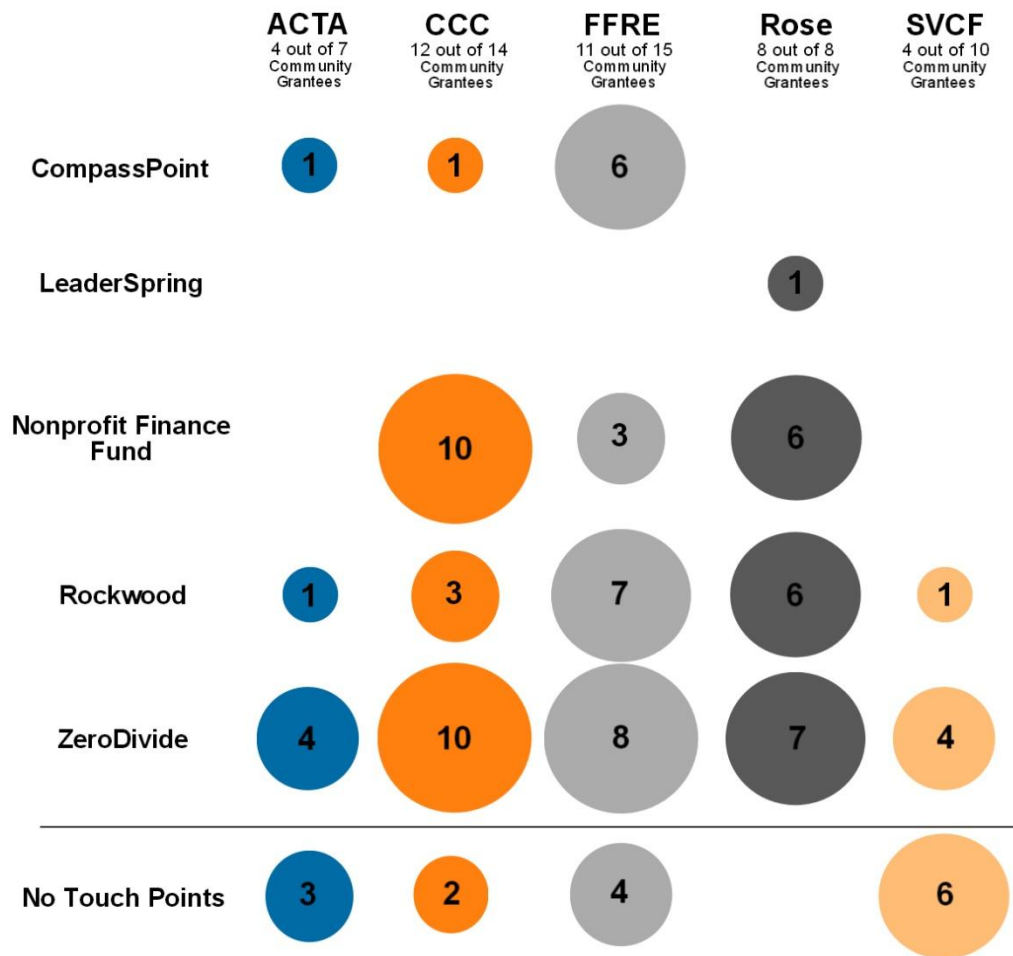 ACTA CCC FFRE Rose SVCF
4 out of 7 12 out of 14 11 out of 15 8 out of 8 4 out of 10
Community Community Community Community Community
Grantees Grantees Grantees Grantees Grantees
CompassPoint 1 1 6
LeaderSpring 1
Nonprofit Finance
Fund 10 3 6
Rockwood 1 3 7 6 1
ZeroDivide 4 10 8 7 4
No Touch Points 3 2 4 6